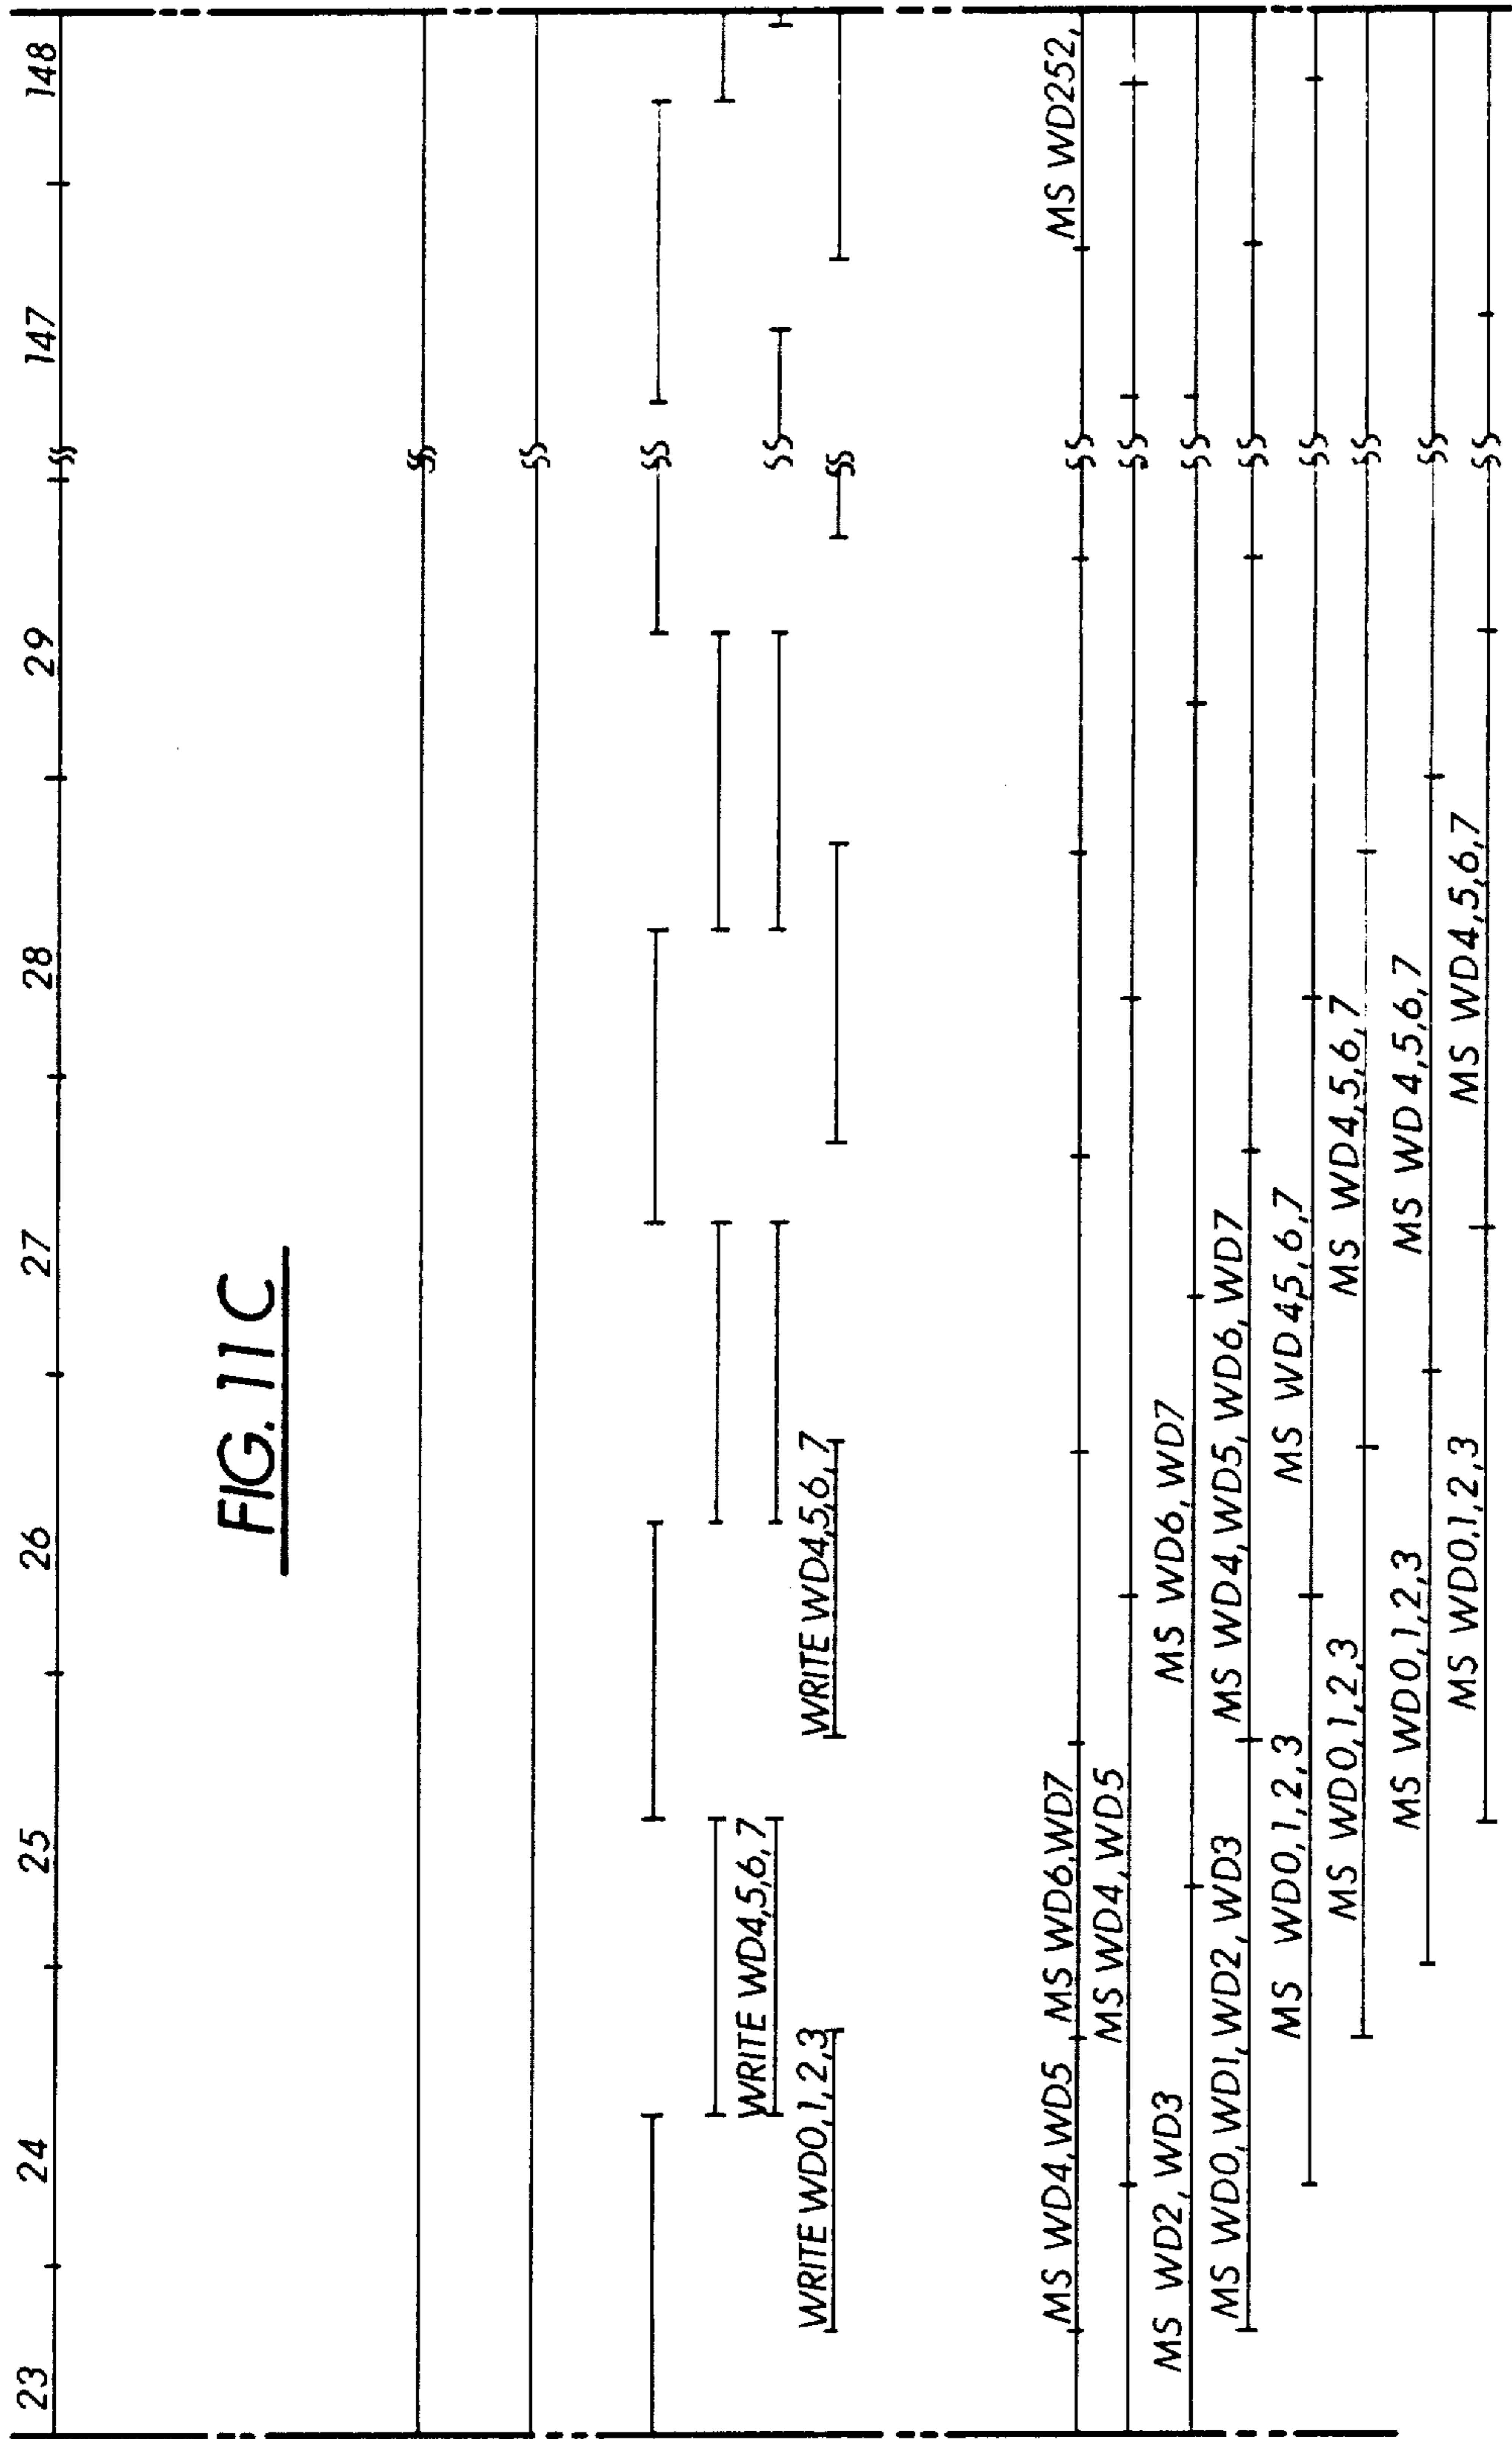 23 24 25 26 27 28 29 147 148
FIG. 11C
WRITE WD4,5,6,7
WRITE WD0,1,2,3 WRITE WD4,5,6,7
MS WD4,WD5 MS WD6,WD7 MS WD252,
MS WD4, WD5
MS WD2, WD3 MS WD6, WD7
MS WD0, WD1, WD2, WD3 MS WD4, WD5, WD6, WD7
MS WD0,1,2,3 MS WD4,5,6,7
MS WD0,1,2,3 MS WD4,5,6,7
MS WD0,1,2,3 MS WD4,5,6,7
MS WD0,1,2,3 MS WD4,5,6,7